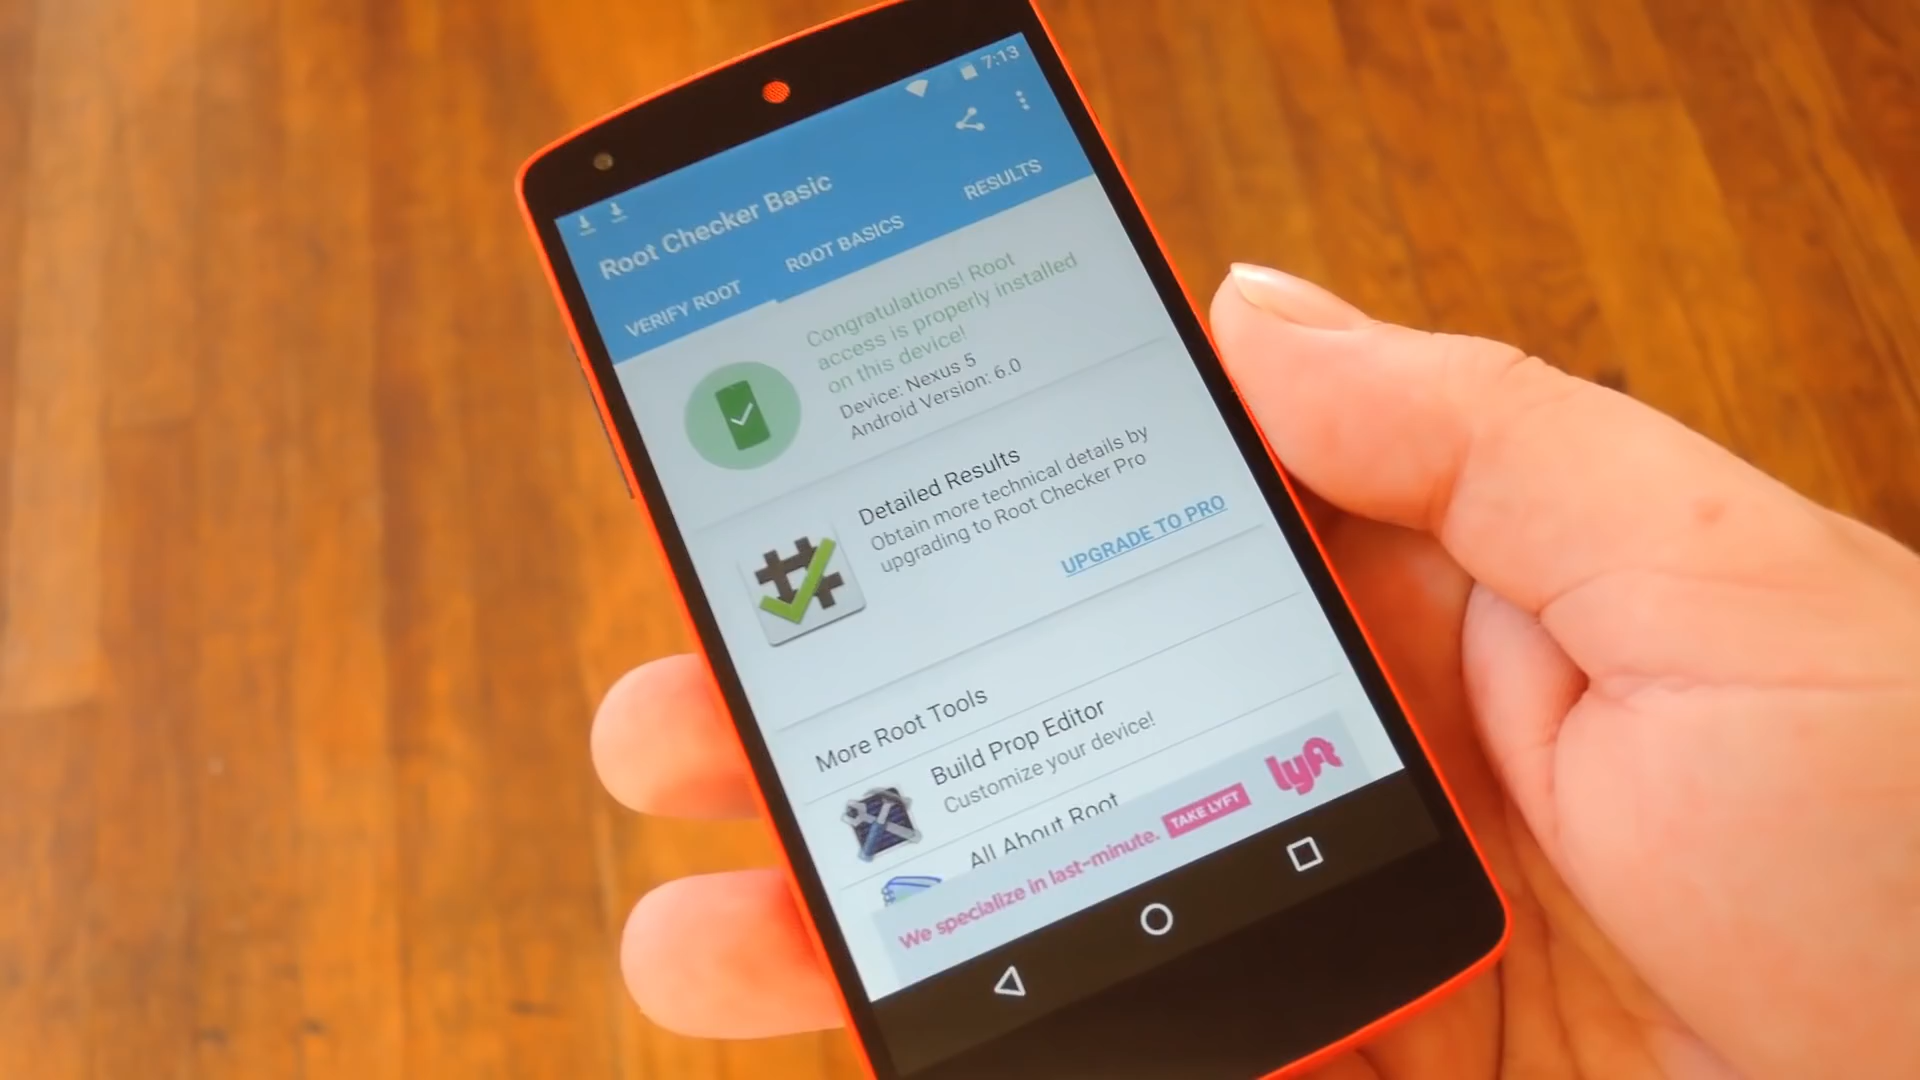 7:13
Root Checker Basic
VERIFY ROOT
ROOT BASICS
RESULTS
Congratulations! Root
access is properly installed
on this device!
Device: Nexus 5
Android Version: 6.0
Detailed Results
Obtain more technical details by
upgrading to Root Checker Pro
UPGRADE TO PRO
More Root Tools
Build Prop Editor
Customize your device!
All About Root
We specialize in last-minute.
TAKE LYFT
lyft